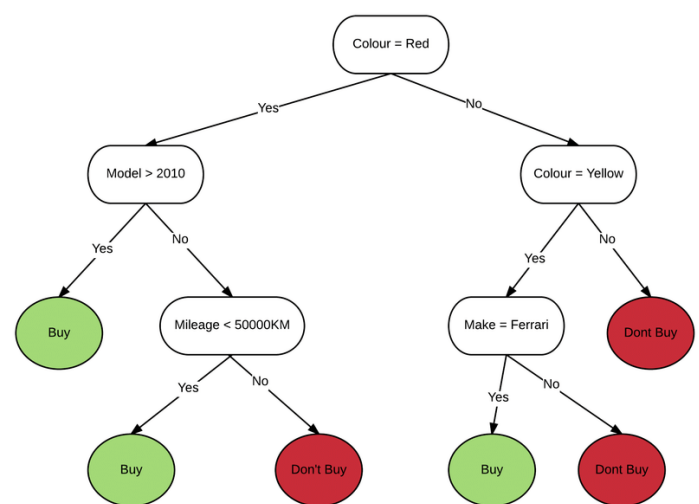 Colour = Red
Yes
No
Model > 2010
Colour = Yellow
Yes
No
Yes
No
Buy
Mileage < 50000KM
Make = Ferrari
Dont Buy
Yes
No
Yes
No
Buy
Don't Buy
Buy
Dont Buy